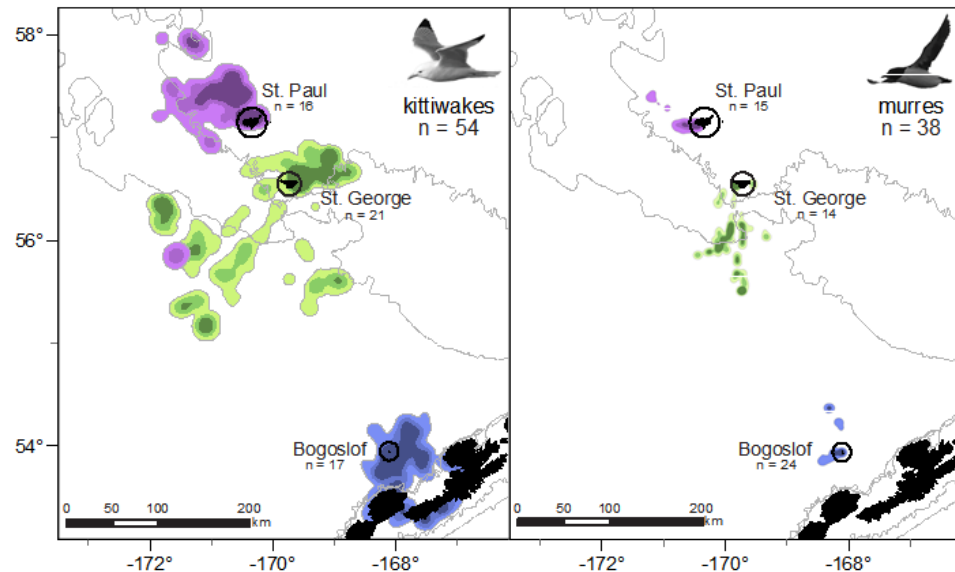 58°
56°
54°
St. Paul
n = 16
kittiwakes
n = 54
St. George
n = 21
Bogoslof
n = 17
0 50 100 200
km
-172° -170° -168°
St. Paul
n = 15
murres
n = 38
St. George
n = 14
Bogoslof
n = 24
0 50 100 200
km
-172° -170° -168°